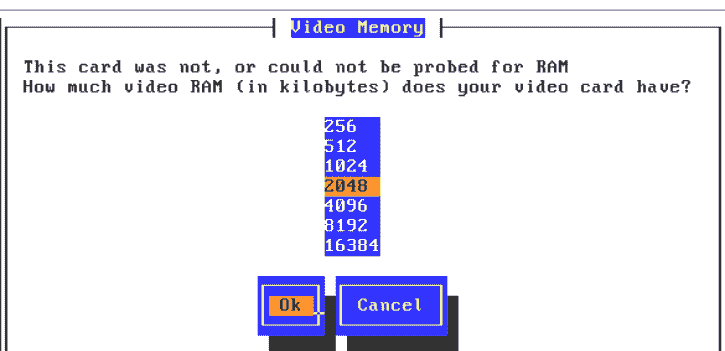 Video Memory
This card was not, or could not be probed for RAM
How much video RAM (in kilobytes) does your video card have?
256
512
1024
2048
4096
8192
16384
Ok
Cancel